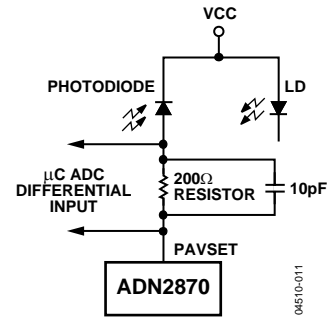 VCC
PHOTODIODE
LD
μC ADC
DIFFERENTIAL
INPUT
200Ω
RESISTOR
10pF
PAVSET
ADN2870
04510-011